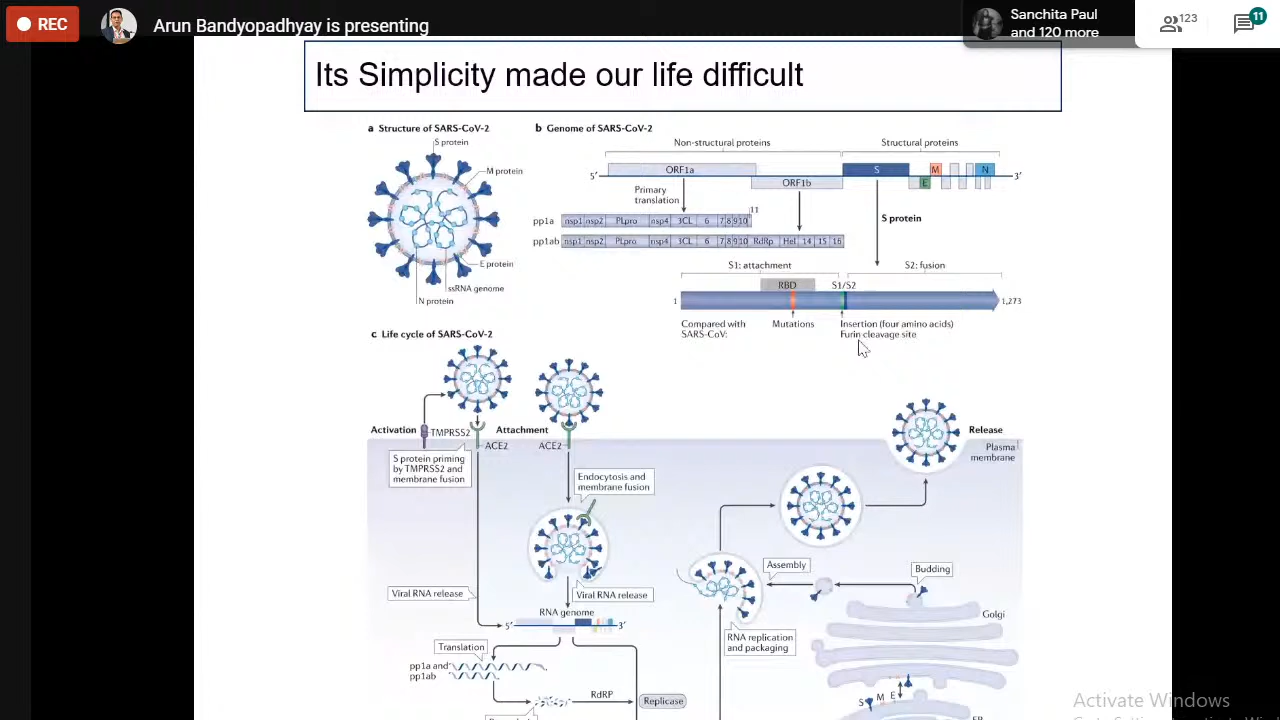 REC
Arun Bandyopadhyay is presenting
Sanchita Paul
and 120 more
123
11
Its Simplicity made our life difficult
a Structure of SARS-CoV-2
S protein
M protein
E protein
ssRNA genome
N protein
b Genome of SARS-CoV-2
Non-structural proteins
Structural proteins
5′
ORF1a
S
M
N
3′
ORF1b
E
Primary
translation
11
S protein
pp1a nsp1 nsp2 PLpro nsp4 3CL 6 7 8 9 10
pp1ab nsp1 nsp2 PLpro nsp4 3CL 6 7 8 9 10 RdRp Hel 14 15 16
S1: attachment
S2: fusion
RBD
S1/S2
1
1,273
Compared with
SARS-CoV:
Mutations
Insertion (four amino acids)
Furin cleavage site
c Life cycle of SARS-CoV-2
Activation
TMPRSS2
Attachment
ACE2
ACE2
Release
Plasma
membrane
S protein priming
by TMPRSS2 and
membrane fusion
Endocytosis and
membrane fusion
Viral RNA release
Viral RNA release
Assembly
Budding
Golgi
RNA genome
5′
3′
RNA replication
and packaging
Translation
pp1a and
pp1ab
RdRP
Replicase
S
M
E
Activate Windows